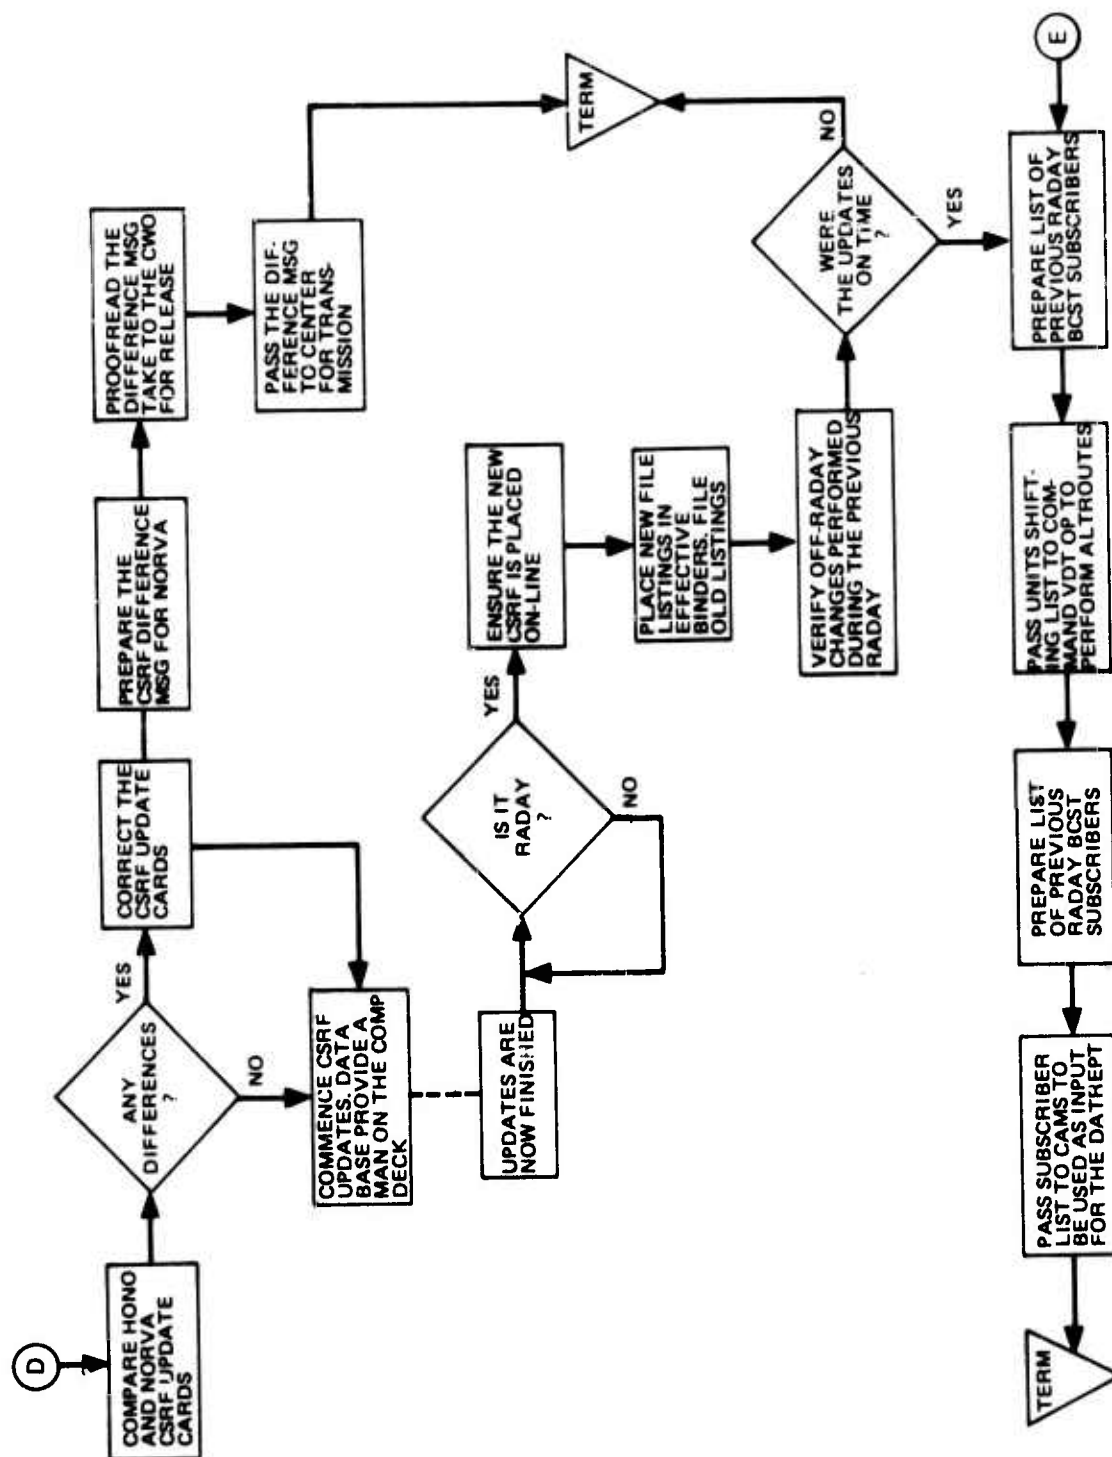 D
COMPARE HONO
AND NORVA
CSRF UPDATE
CARDS
ANY
DIFFERENCES
?
YES
NO
CORRECT THE
CSRF UPDATE
CARDS
PREPARE THE
CSRF DIFFERENCE
MSG FOR NORVA
PROOFREAD THE
DIFFERENCE MSG
TAKE TO THE CWO
FOR RELEASE
PASS THE DIF-
FERENCE MSG
TO CENTER
FOR TRANS-
MISSION
TERM
COMMENCE CSRF
UPDATES. DATA
BASE PROVIDE A
MAN ON THE COMP
DECK
UPDATES ARE
NOW FINISHED
IS IT
RADAY
?
YES
NO
ENSURE THE NEW
CSRF IS PLACED
ON-LINE
PLACE NEW FILE
LISTINGS IN
EFFECTIVE
BINDERS. FILE
OLD LISTINGS
VERIFY OFF-RADAY
CHANGES PERFORMED
DURING THE PREVIOUS
RADAY
WERE
THE UPDATES
ON TIME
?
NO
YES
E
PREPARE LIST OF
PREVIOUS RADAY
BCST SUBSCRIBERS
PASS UNITS SHIFT-
ING LIST TO COM-
MAND VDT OP TO
PERFORM ALTROUTES
PREPARE LIST
OF PREVIOUS
RADAY BCST
SUBSCRIBERS
PASS SUBSCRIBER
LIST TO CAMS TO
BE USED AS INPUT
FOR THE DATHEPT
TERM